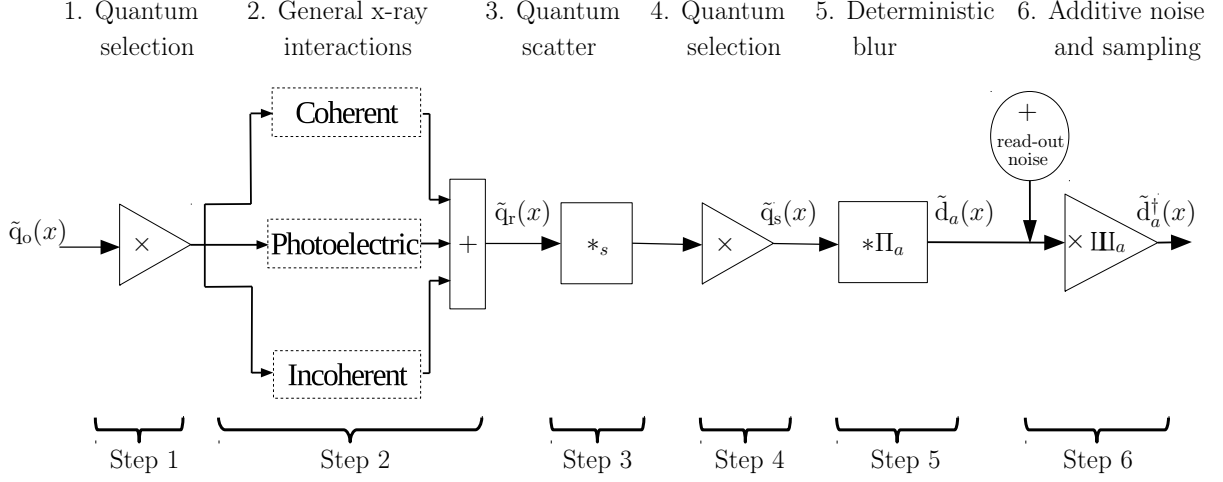 1. Quantum selection
2. General x-ray interactions
3. Quantum scatter
4. Quantum selection
5. Deterministic blur
6. Additive noise and sampling
Coherent
+
read-out
noise
q̃ₒ(x)
×
Photoelectric
+
q̃ᵣ(x)
∗ₛ
×
q̃ₛ(x)
∗Πₐ
d̃ₐ(x)
× Шₐ
d̃ₐ†(x)
Incoherent
Step 1
Step 2
Step 3
Step 4
Step 5
Step 6